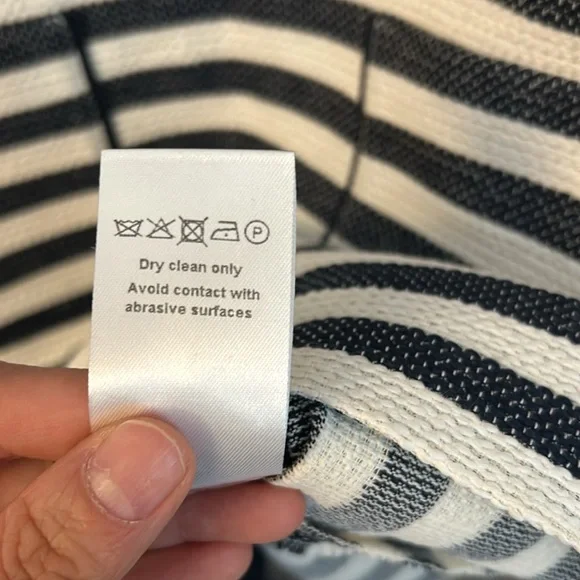 P
Dry clean only
Avoid contact with
abrasive surfaces